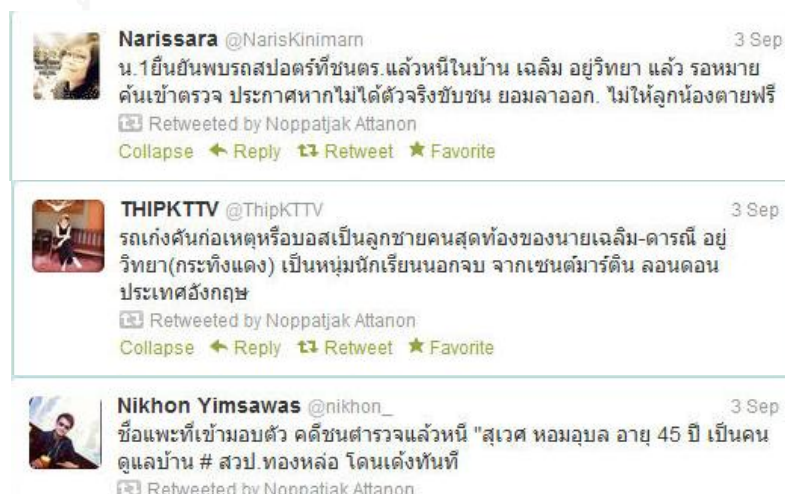 Narissara @NarisKinimarn 3 Sep
น.1ยืนยันพบรถสปอตร์ที่ชนตร.แล้วหนีในบ้าน เฉลิม อยู่วิทยา แล้ว รอหมาย
ค้นเข้าตรวจ ประกาศหากไม่ได้ตัวจริงขับชน ยอมลาออก. ไม่ให้ลูกน้องตายฟรี
Retweeted by Noppatjak Attanon
Collapse Reply Retweet Favorite
THIPKTTV @ThipKTTV 3 Sep
รถเก๋งคันก่อเหตุหรือบอสเป็นลูกชายคนสุดท้องของนายเฉลิม-ดารณี อยู่
วิทยา(กระทิงแดง) เป็นหนุ่มนักเรียนนอกจบ จากเซนต์มาร์ติน ลอนดอน
ประเทศอังกฤษ
Retweeted by Noppatjak Attanon
Collapse Reply Retweet Favorite
Nikhon Yimsawas @nikhon_ 3 Sep
ชื่อแพะที่เข้ามอบตัว คดีชนตำรวจแล้วหนี "สุเวศ หอมอุบล อายุ 45 ปี เป็นคน
ดูแลบ้าน # สวป.ทองหล่อ โดนเด้งทันที
Retweeted by Noppatjak Attanon